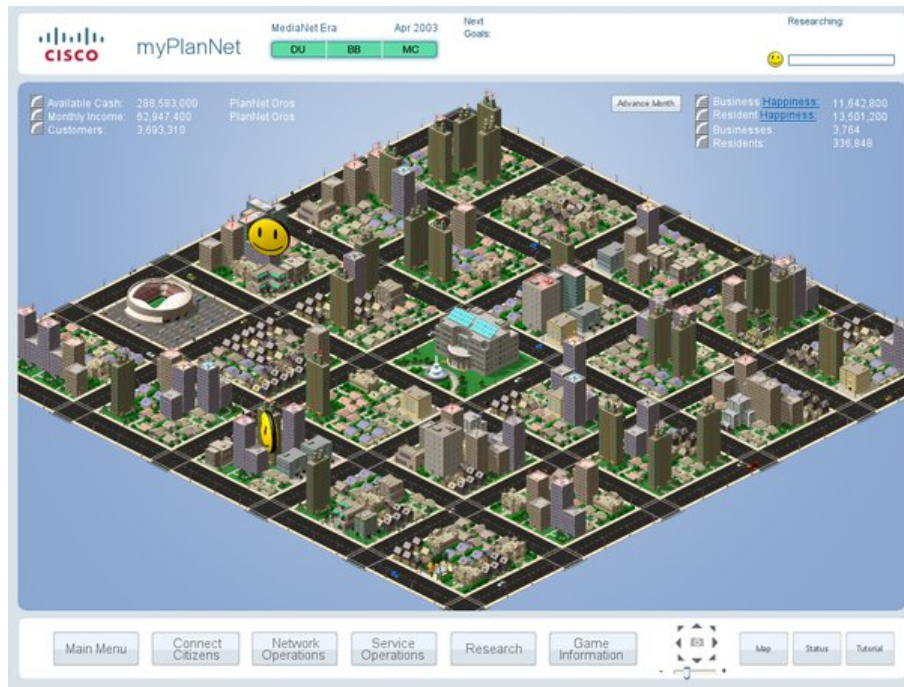 CISCO
myPlanNet
MediaNet Era Apr 2003
DU BB MC
Next
Goals:
Researching:
Available Cash: 288,583,000 PlanNet Oros
Monthly Income: 62,947,400 PlanNet Oros
Customers: 3,693,310
Advance Month
Business Happiness: 11,642,800
Resident Happiness: 13,501,200
Businesses: 3,764
Residents: 336,848
Main Menu
Connect
Citizens
Network
Operations
Service
Operations
Research
Game
Information
- +
Map
Status
Tutorial